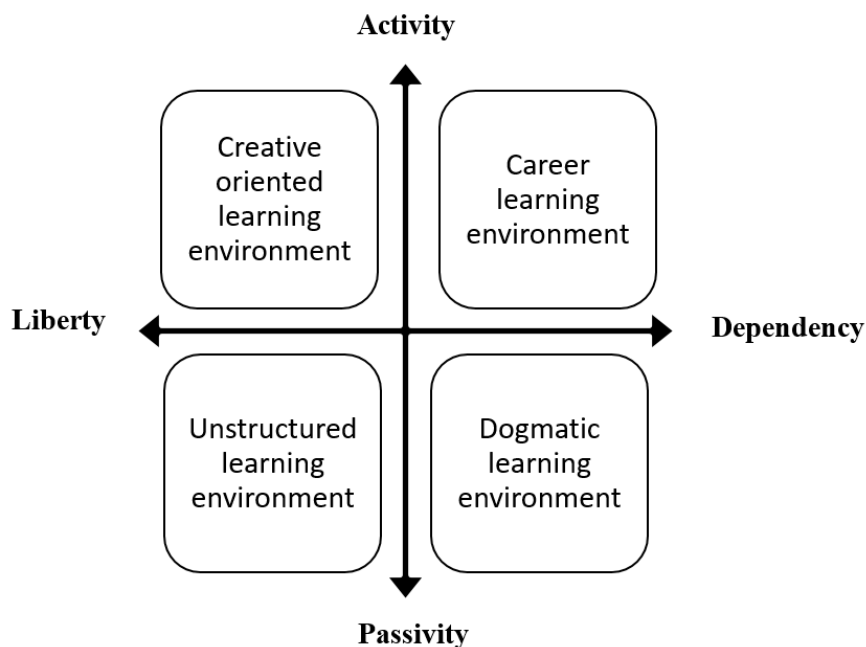 Activity
Creative
oriented
learning
environment
Career
learning
environment
Liberty
Dependency
Unstructured
learning
environment
Dogmatic
learning
environment
Passivity